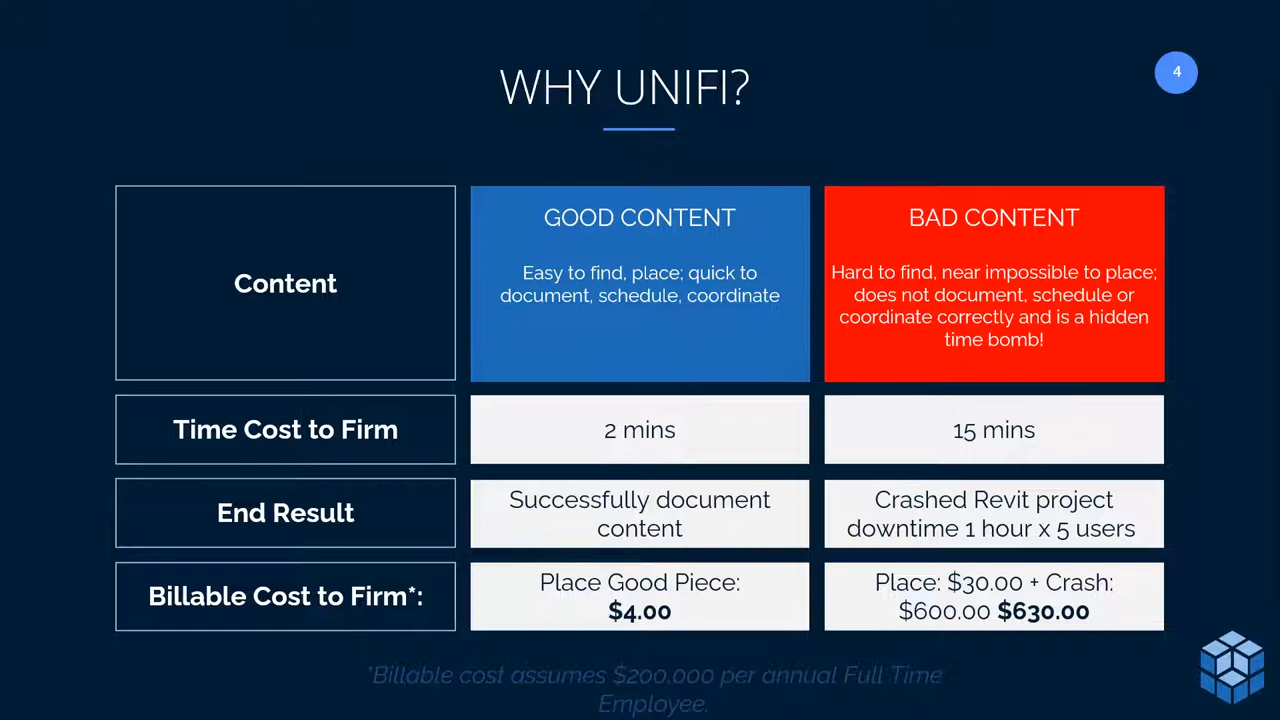 4
WHY UNIFI?
Content
GOOD CONTENT
Easy to find, place; quick to
document, schedule, coordinate
BAD CONTENT
Hard to find, near impossible to place;
does not document, schedule or
coordinate correctly and is a hidden
time bomb!
Time Cost to Firm
2 mins
15 mins
End Result
Successfully document
content
Crashed Revit project
downtime 1 hour x 5 users
Billable Cost to Firm*:
Place Good Piece:
$4.00
Place: $30.00 + Crash:
$600.00 $630.00
*Billable cost assumes $200.000 per annual Full Time
Employee.